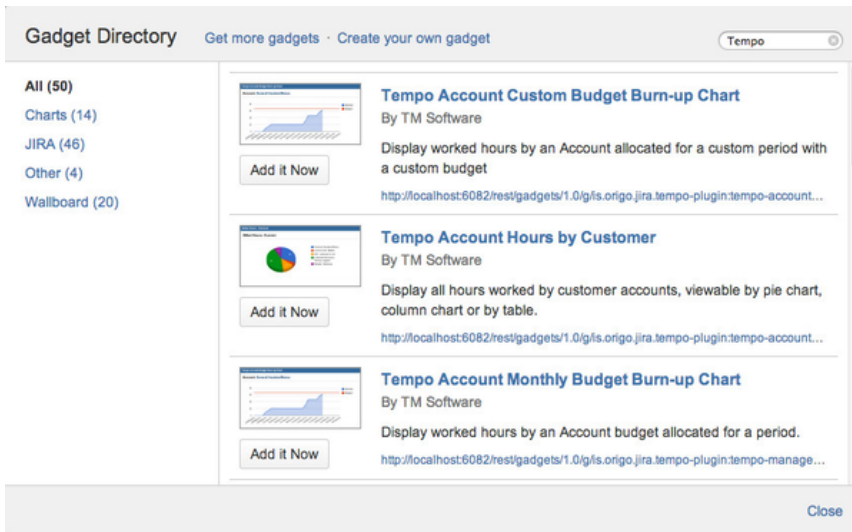 Gadget Directory
Get more gadgets · Create your own gadget
Tempo
All (50)
Charts (14)
JIRA (46)
Other (4)
Wallboard (20)
Tempo Account Custom Budget Burn-up Chart
By TM Software
Display worked hours by an Account allocated for a custom period with
a custom budget
http://localhost:6082/rest/gadgets/1.0/g/is.origo.jira.tempo-plugin:tempo-account...
Add it Now
Tempo Account Hours by Customer
By TM Software
Display all hours worked by customer accounts, viewable by pie chart,
column chart or by table.
http://localhost:6082/rest/gadgets/1.0/g/is.origo.jira.tempo-plugin:tempo-account...
Add it Now
Tempo Account Monthly Budget Burn-up Chart
By TM Software
Display worked hours by an Account budget allocated for a period.
http://localhost:6082/rest/gadgets/1.0/g/is.origo.jira.tempo-plugin:tempo-manage...
Add it Now
Close